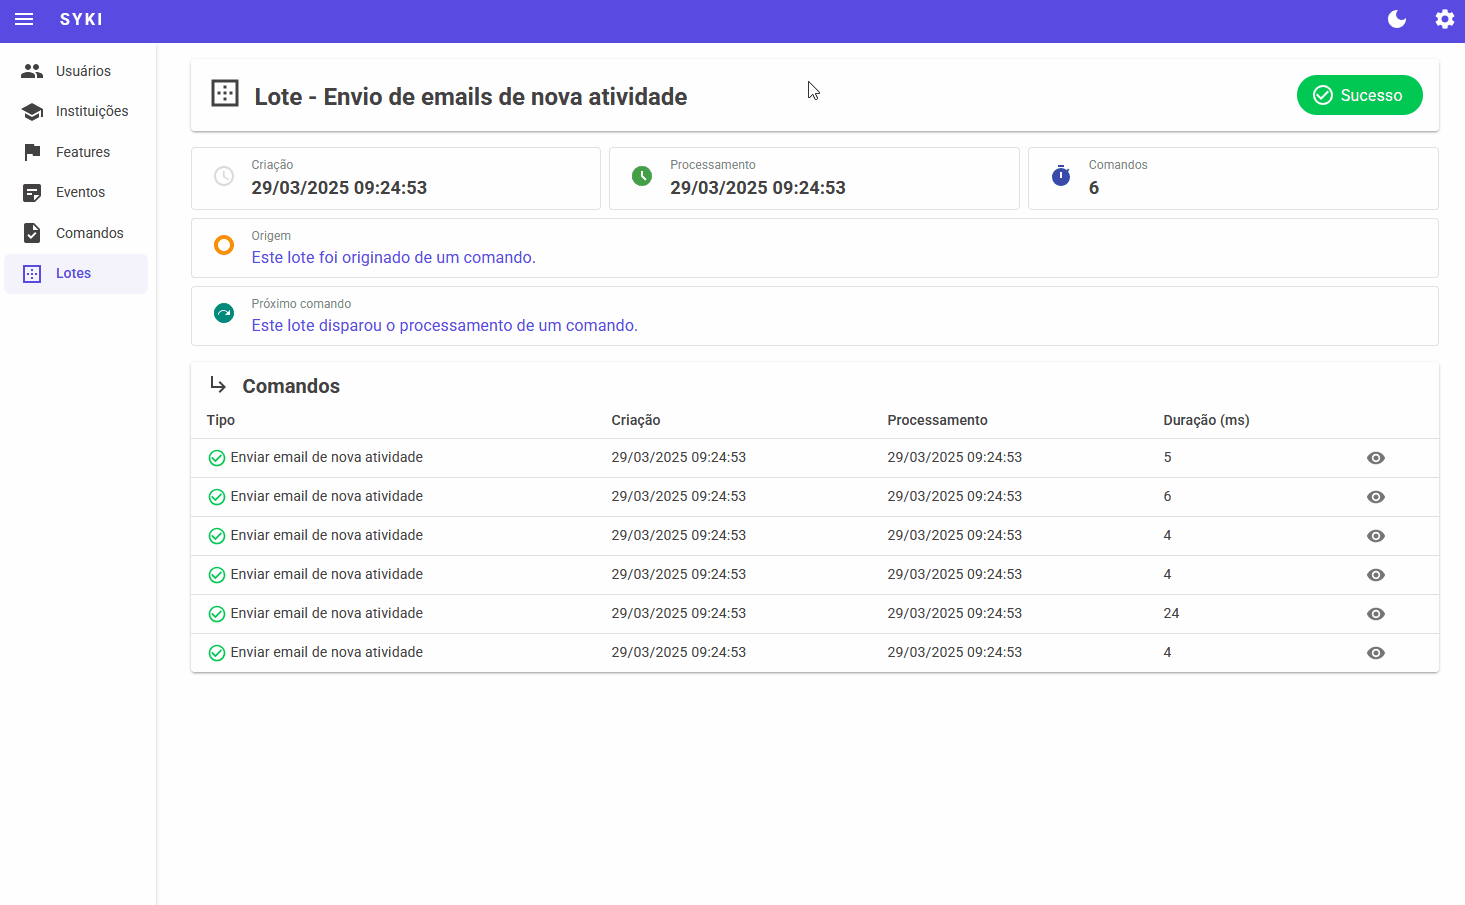 SYKI
Usuários
Instituições
Features
Eventos
Comandos
Lotes
Lote - Envio de emails de nova atividade
Sucesso
Criação
29/03/2025 09:24:53
Processamento
29/03/2025 09:24:53
Comandos
6
Origem
Este lote foi originado de um comando.
Próximo comando
Este lote disparou o processamento de um comando.
Comandos
Tipo Criação Processamento Duração (ms)
Enviar email de nova atividade 29/03/2025 09:24:53 29/03/2025 09:24:53 5
Enviar email de nova atividade 29/03/2025 09:24:53 29/03/2025 09:24:53 6
Enviar email de nova atividade 29/03/2025 09:24:53 29/03/2025 09:24:53 4
Enviar email de nova atividade 29/03/2025 09:24:53 29/03/2025 09:24:53 4
Enviar email de nova atividade 29/03/2025 09:24:53 29/03/2025 09:24:53 24
Enviar email de nova atividade 29/03/2025 09:24:53 29/03/2025 09:24:53 4